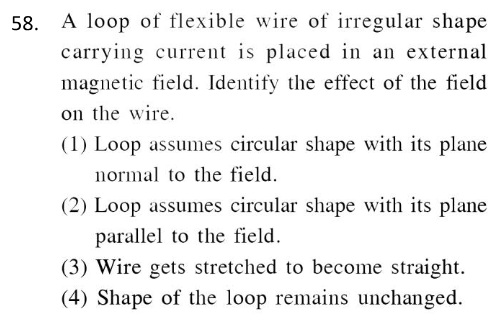 58. A loop of flexible wire of irregular shape
carrying current is placed in an external
magnetic field. Identify the effect of the field
on the wire.
(1) Loop assumes circular shape with its plane
normal to the field.
(2) Loop assumes circular shape with its plane
parallel to the field.
(3) Wire gets stretched to become straight.
(4) Shape of the loop remains unchanged.